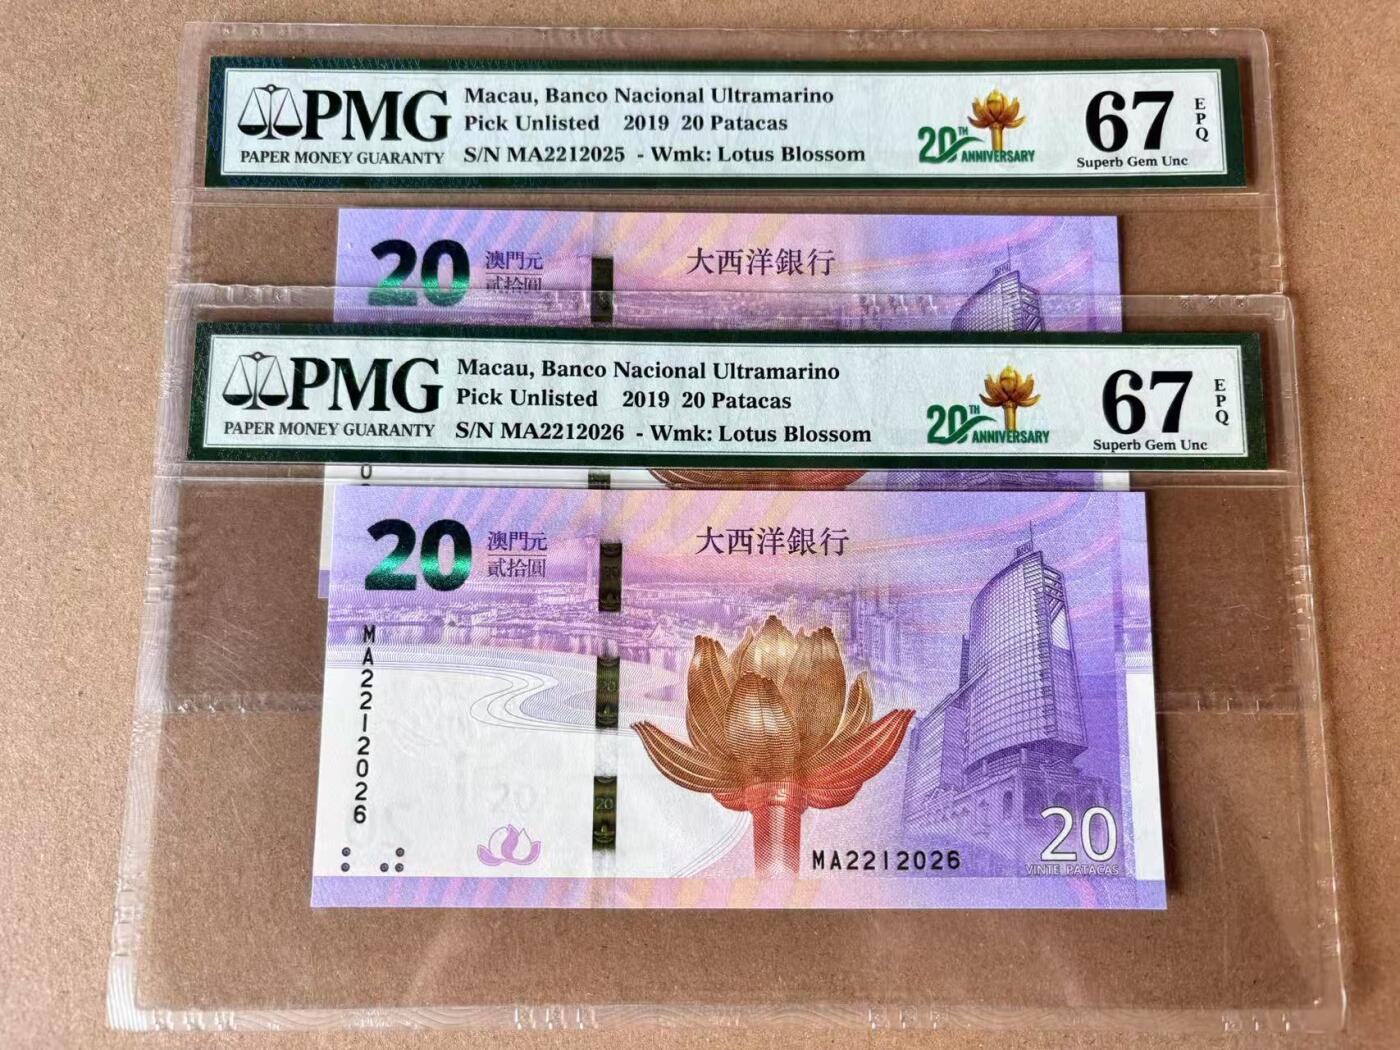 PMG
PAPER MONEY GUARANTY
Macau, Banco Nacional Ultramarino
Pick Unlisted 2019 20 Patacas
S/N MA2212025 - Wmk: Lotus Blossom
20TH ANNIVERSARY
67
Superb Gem Unc
EPQ
20
澳門元
貳拾圓
大西洋銀行
PMG
PAPER MONEY GUARANTY
Macau, Banco Nacional Ultramarino
Pick Unlisted 2019 20 Patacas
S/N MA2212026 - Wmk: Lotus Blossom
20TH ANNIVERSARY
67
Superb Gem Unc
EPQ
20
澳門元
貳拾圓
大西洋銀行
MA2212026
20
20
20
MA2212026
20
VINTE PATACAS